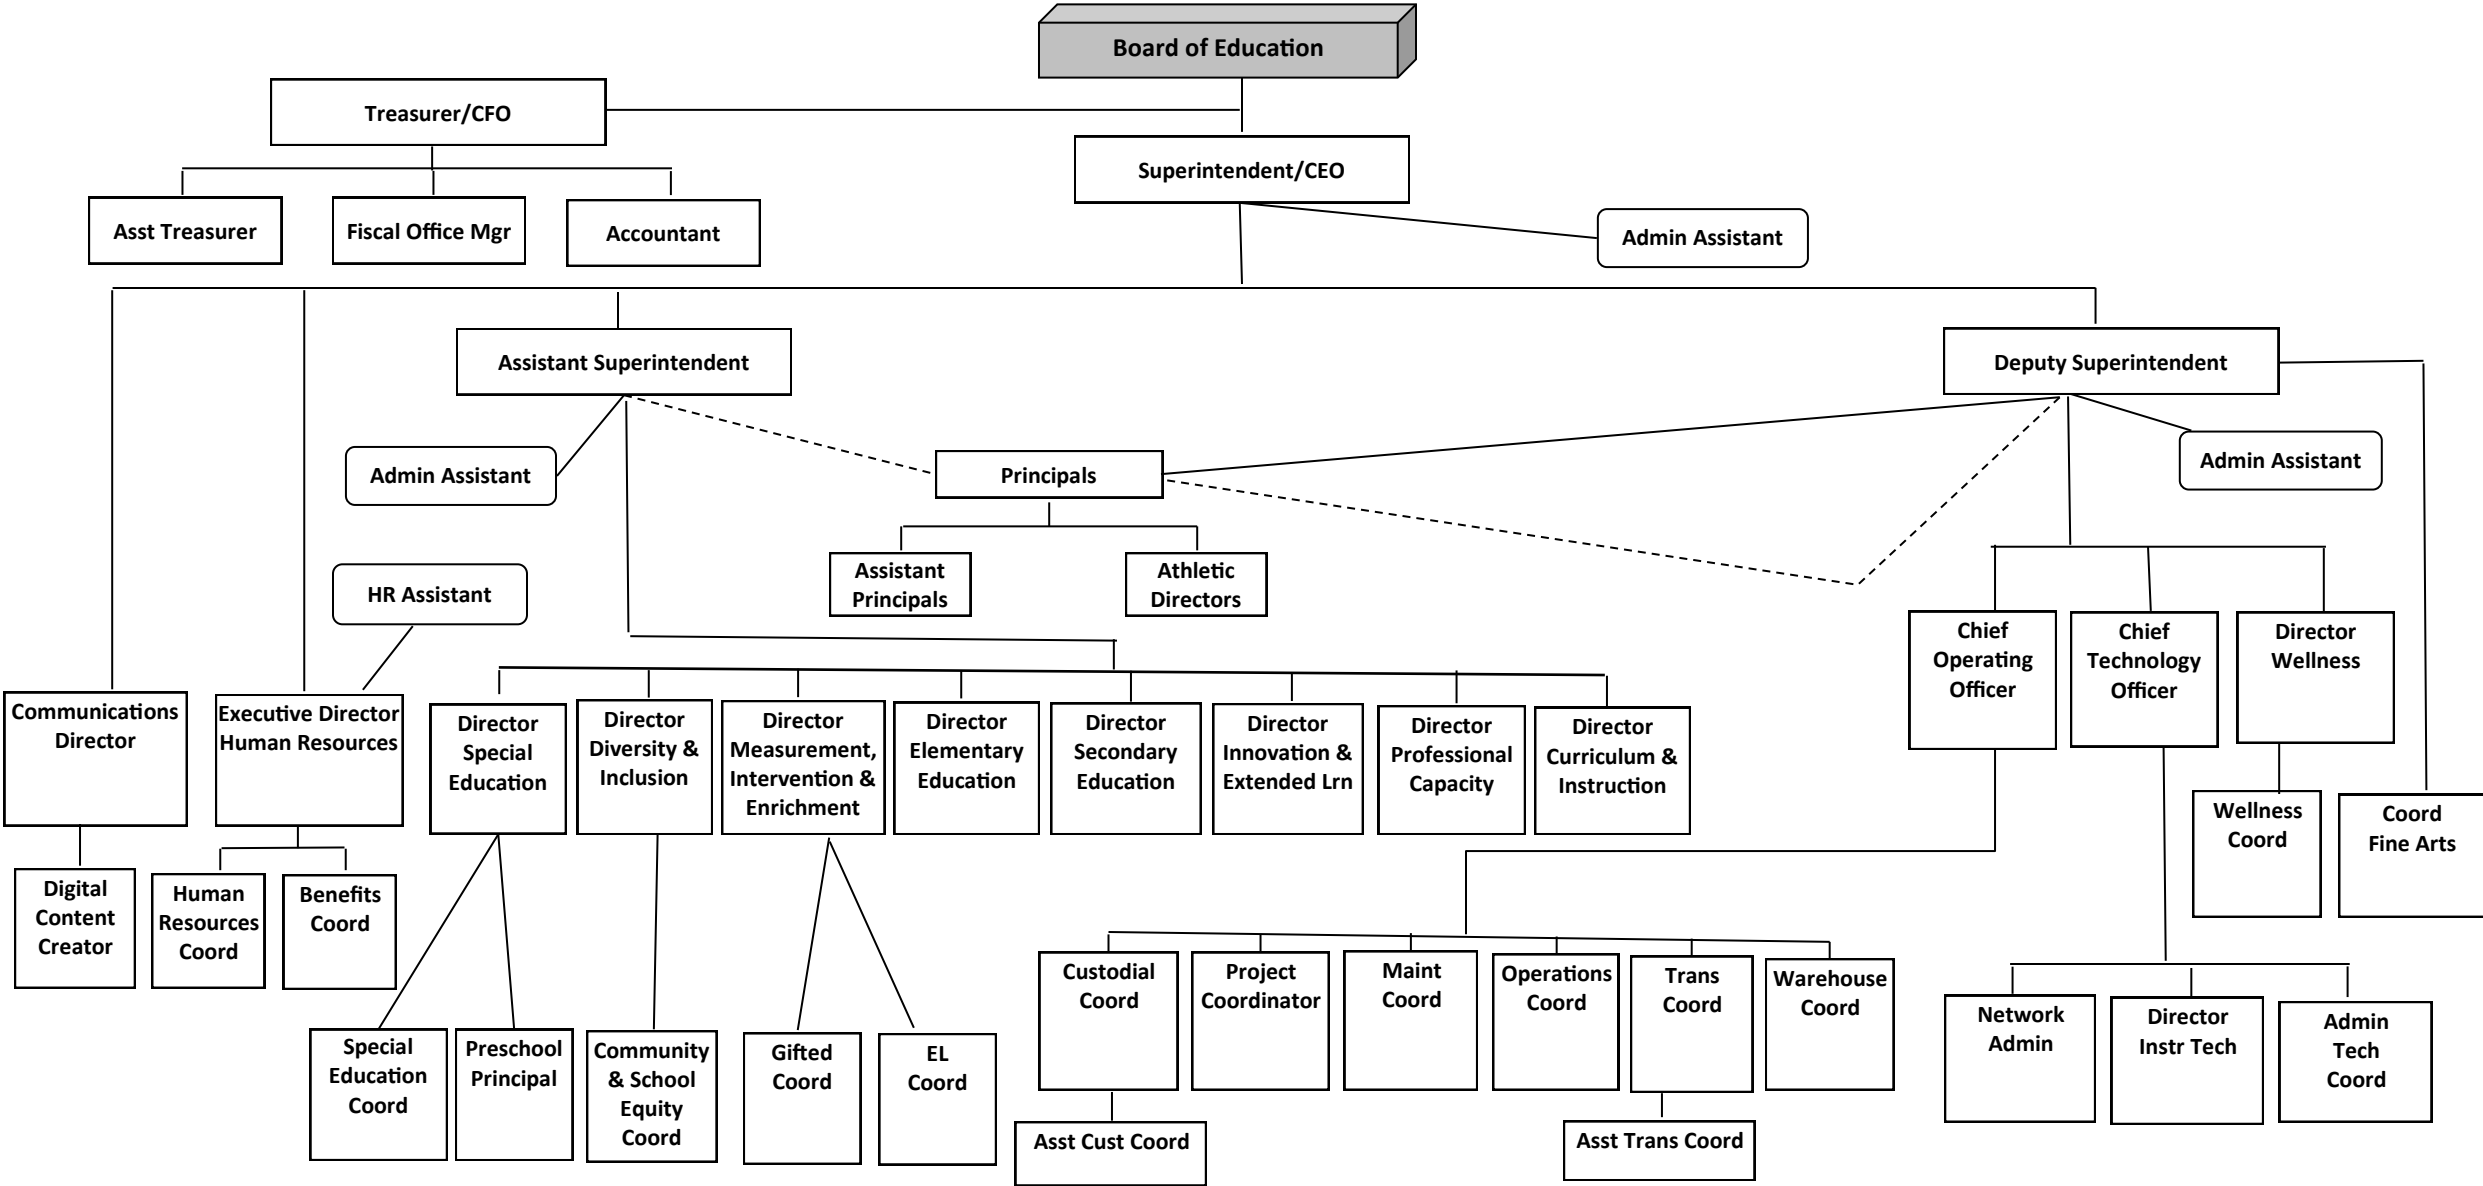 Board of Education
Treasurer/CFO
Superintendent/CEO
Asst Treasurer
Fiscal Office Mgr
Accountant
Admin Assistant
Assistant Superintendent
Deputy Superintendent
Admin Assistant
Principals
Admin Assistant
Assistant
Principals
Athletic
Directors
HR Assistant
Chief
Operating
Officer
Chief
Technology
Officer
Director
Wellness
Communications
Director
Executive Director
Human Resources
Director
Special
Education
Director
Diversity &
Inclusion
Director
Measurement,
Intervention &
Enrichment
Director
Elementary
Education
Director
Secondary
Education
Director
Innovation &
Extended Lrn
Director
Professional
Capacity
Director
Curriculum &
Instruction
Wellness
Coord
Coord
Fine Arts
Digital
Content
Creator
Human
Resources
Coord
Benefits
Coord
Custodial
Coord
Project
Coordinator
Maint
Coord
Operations
Coord
Trans
Coord
Warehouse
Coord
Network
Admin
Director
Instr Tech
Admin
Tech
Coord
Special
Education
Coord
Preschool
Principal
Community
& School
Equity
Coord
Gifted
Coord
EL
Coord
Asst Cust Coord
Asst Trans Coord